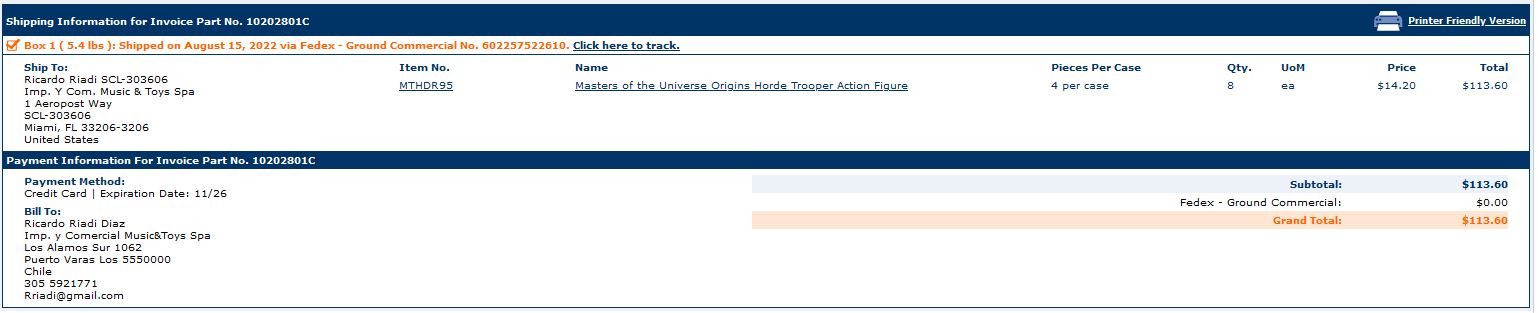 Shipping Information for Invoice Part No. 10202801C
Printer Friendly Version
Box 1 ( 5.4 lbs ): Shipped on August 15, 2022 via Fedex - Ground Commercial No. 602257522610. Click here to track.
Ship To:
Ricardo Riadi SCL-303606
Imp. Y Com. Music & Toys Spa
1 Aeropost Way
SCL-303606
Miami, FL 33206-3206
United States
Item No. Name Pieces Per Case Qty. UoM Price Total
MTHDR95 Masters of the Universe Origins Horde Trooper Action Figure 4 per case 8 ea $14.20 $113.60
Payment Information For Invoice Part No. 10202801C
Payment Method:
Credit Card | Expiration Date: 11/26
Bill To:
Ricardo Riadi Diaz
Imp. y Comercial Music&Toys Spa
Los Alamos Sur 1062
Puerto Varas Los 5550000
Chile
305 5921771
Rriadi@gmail.com
Subtotal: $113.60
Fedex - Ground Commercial: $0.00
Grand Total: $113.60